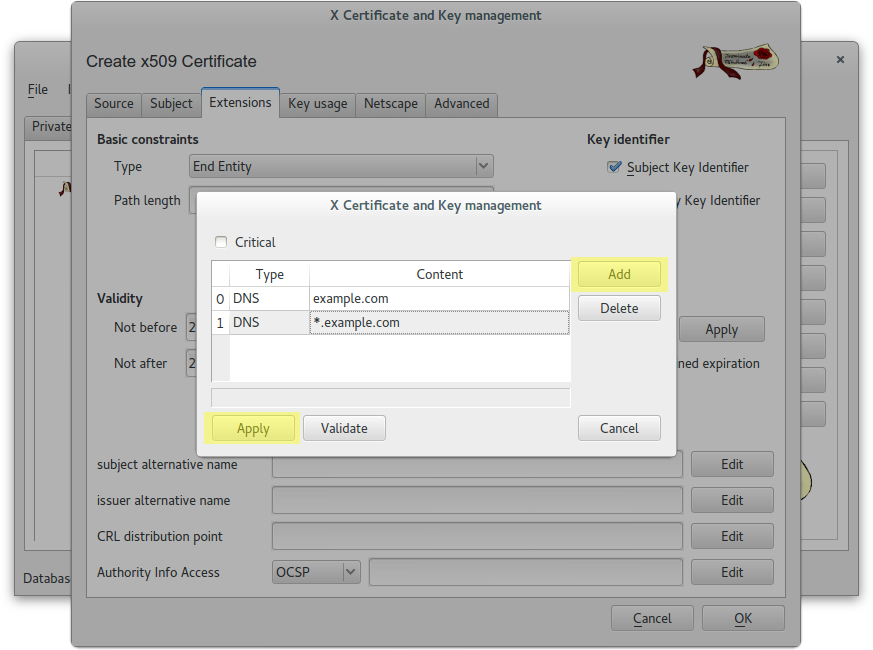 X Certificate and Key management
Create x509 Certificate
File
Source Subject Extensions Key usage Netscape Advanced
Private
Basic constraints Key identifier
Type End Entity Subject Key Identifier
Path length Key Identifier
X Certificate and Key management
Critical
Type Content Add
0 DNS example.com
Delete
1 DNS *.example.com
Validity
Not before 2 Apply
Not after 2 expiration
Apply Validate Cancel
subject alternative name Edit
issuer alternative name Edit
CRL distribution point Edit
Authority Info Access OCSP Edit
Databas
Cancel OK